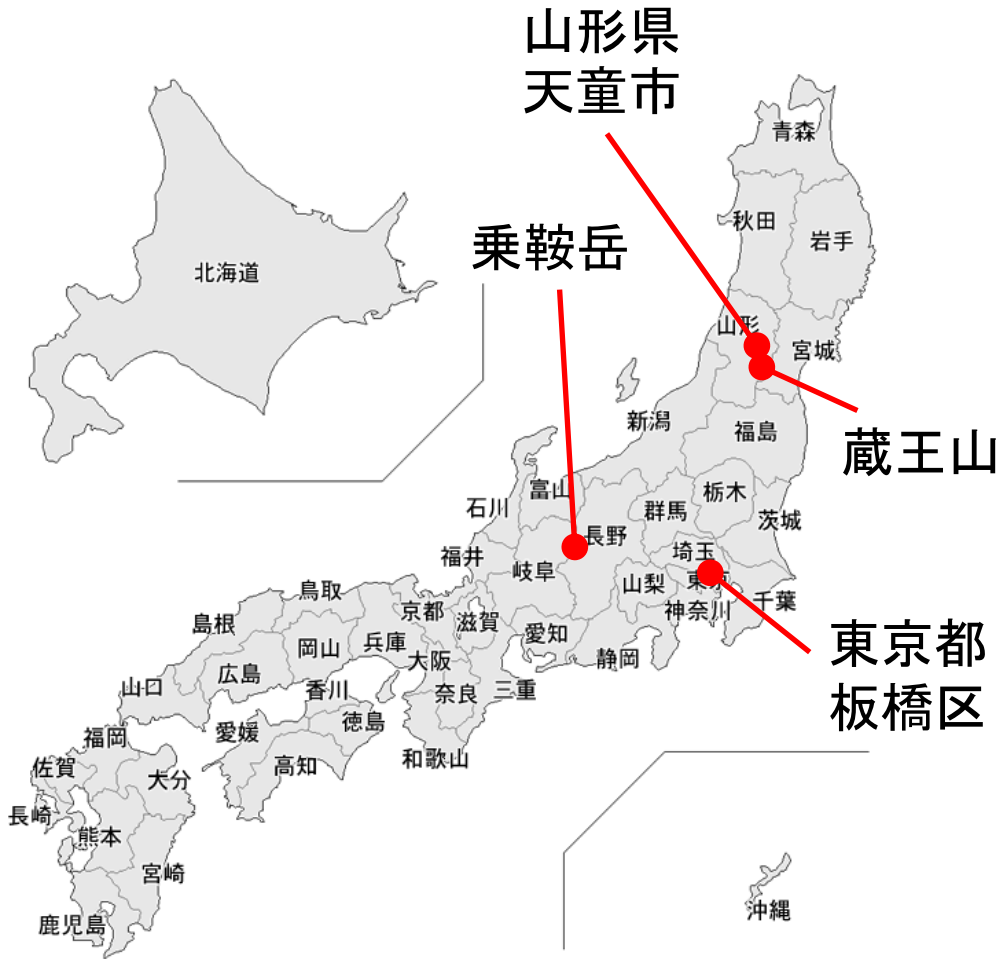 山形県
天童市
青森
秋田
岩手
乗鞍岳
北海道
山形
宮城
新潟
福島
蔵王山
富山
石川
栃木
群馬
茨城
長野
福井
埼玉
岐阜
東京
山梨
千葉
神奈川
鳥取
京都
島根
滋賀
愛知
兵庫
岡山
大阪
静岡
東京都
板橋区
広島
山口
香川
奈良
三重
徳島
愛媛
福岡
和歌山
佐賀
高知
大分
長崎
熊本
宮崎
鹿児島
沖縄